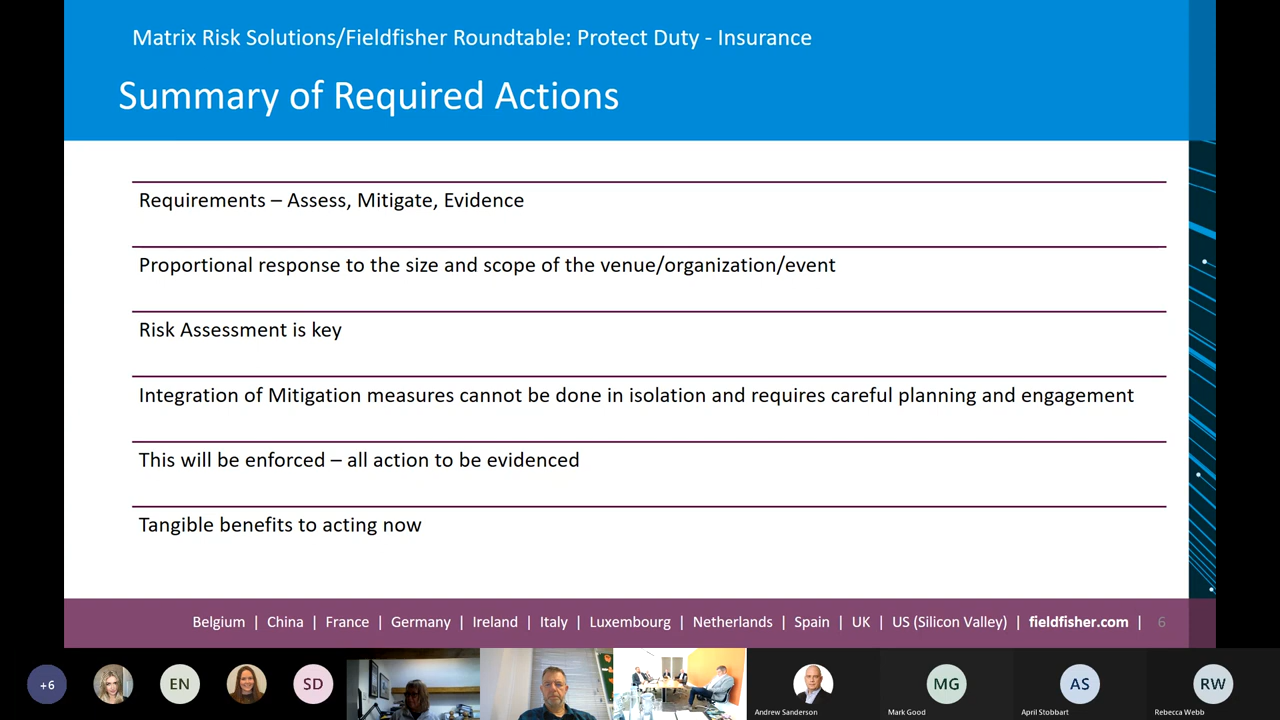 Matrix Risk Solutions/Fieldfisher Roundtable: Protect Duty - Insurance
Summary of Required Actions
Requirements – Assess, Mitigate, Evidence
Proportional response to the size and scope of the venue/organization/event
Risk Assessment is key
Integration of Mitigation measures cannot be done in isolation and requires careful planning and engagement
This will be enforced – all action to be evidenced
Tangible benefits to acting now
Belgium | China | France | Germany | Ireland | Italy | Luxembourg | Netherlands | Spain | UK | US (Silicon Valley) | fieldfisher.com | 6
+6
EN
SD
MG
AS
RW
Andrew Sanderson
Mark Good
April Stobbart
Rebecca Webb